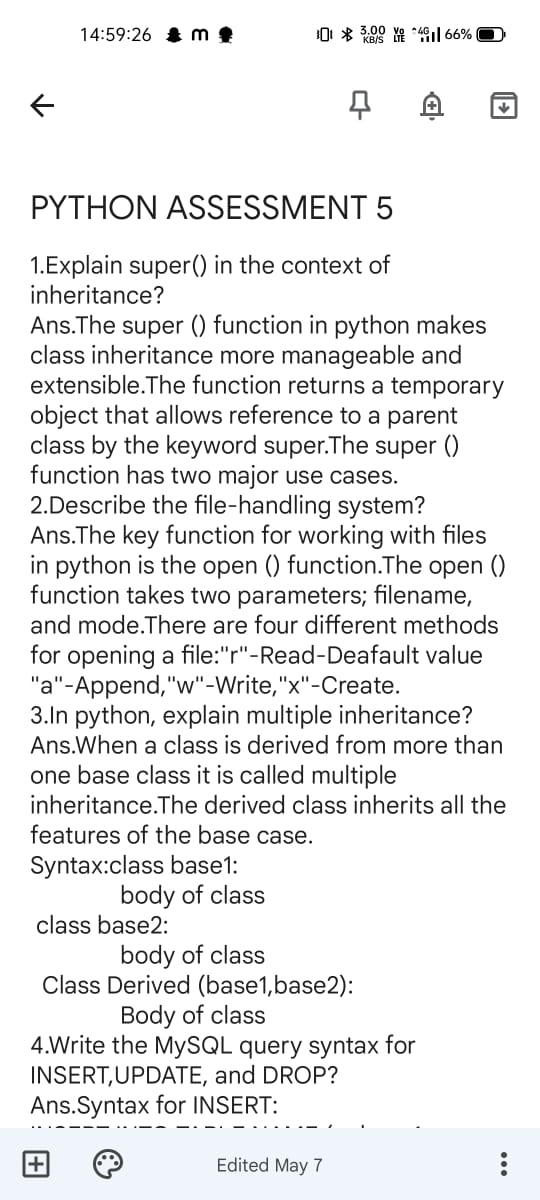 14:59:26 m 3.00 KB/S Vo LTE 4G 66%
PYTHON ASSESSMENT 5
1.Explain super() in the context of
inheritance?
Ans.The super () function in python makes
class inheritance more manageable and
extensible.The function returns a temporary
object that allows reference to a parent
class by the keyword super.The super ()
function has two major use cases.
2.Describe the file-handling system?
Ans.The key function for working with files
in python is the open () function.The open ()
function takes two parameters; filename,
and mode.There are four different methods
for opening a file:"r"-Read-Deafault value
"a"-Append,"w"-Write,"x"-Create.
3.In python, explain multiple inheritance?
Ans.When a class is derived from more than
one base class it is called multiple
inheritance.The derived class inherits all the
features of the base case.
Syntax:class base1:
body of class
class base2:
body of class
Class Derived (base1,base2):
Body of class
4.Write the MySQL query syntax for
INSERT,UPDATE, and DROP?
Ans.Syntax for INSERT:
Edited May 7